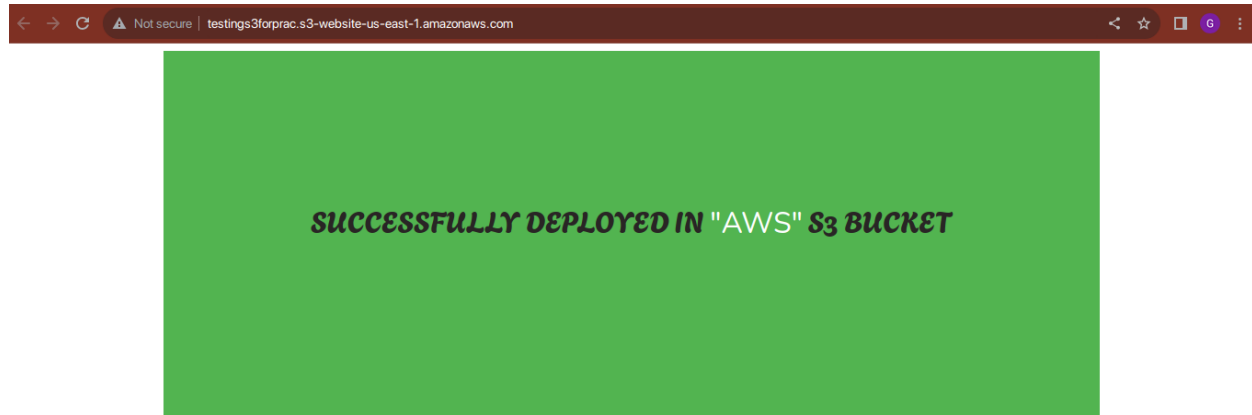 Not secure | testings3forprac.s3-website-us-east-1.amazonaws.com
G
SUCCESSFULLY DEPLOYED IN "AWS" S3 BUCKET